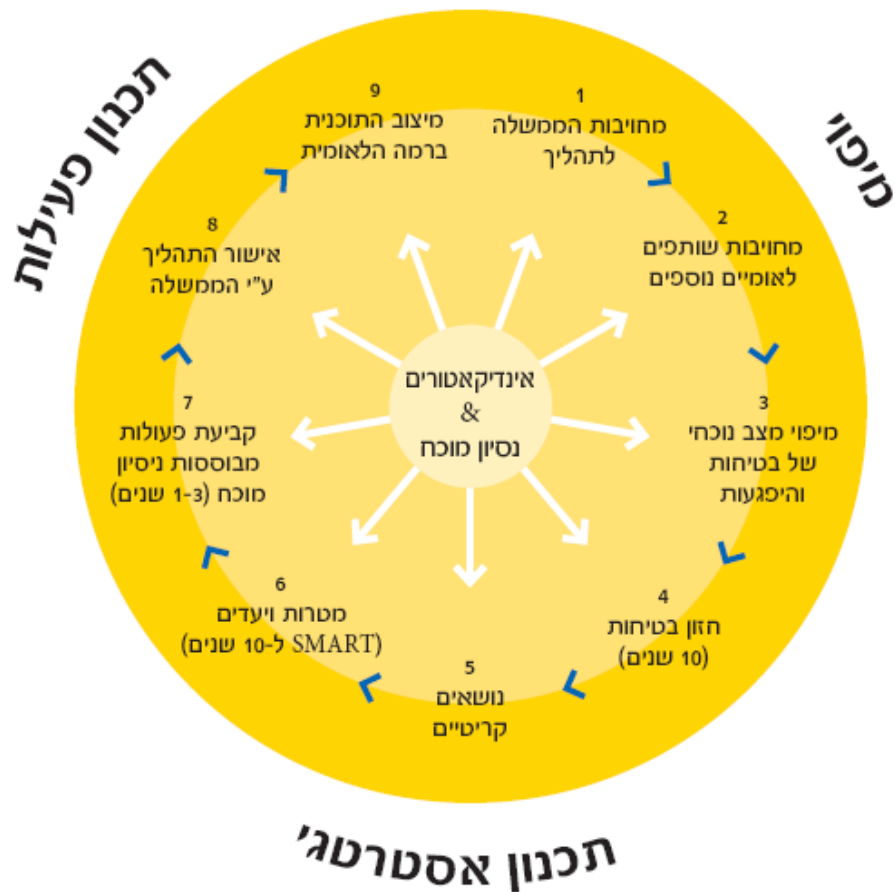 מיפוי
תכנון אסטרטגי
תכנון פעילות
1
מחויבות הממשלה
לתהליך
2
מחויבות שותפים
לאומיים נוספים
3
מיפוי מצב נוכחי
של בטיחות
והיפגעות
4
חזון בטיחות
(10 שנים)
5
נושאים
קריטיים
6
מטרות ויעדים
(SMART ל-10 שנים)
7
קביעת פעולות
מבוססות ניסיון
מוכח (1-3 שנים)
8
אישור התהליך
ע"י הממשלה
9
מיצוב התוכנית
ברמה הלאומית
אינדיקאטורים
&
נסיון מוכח